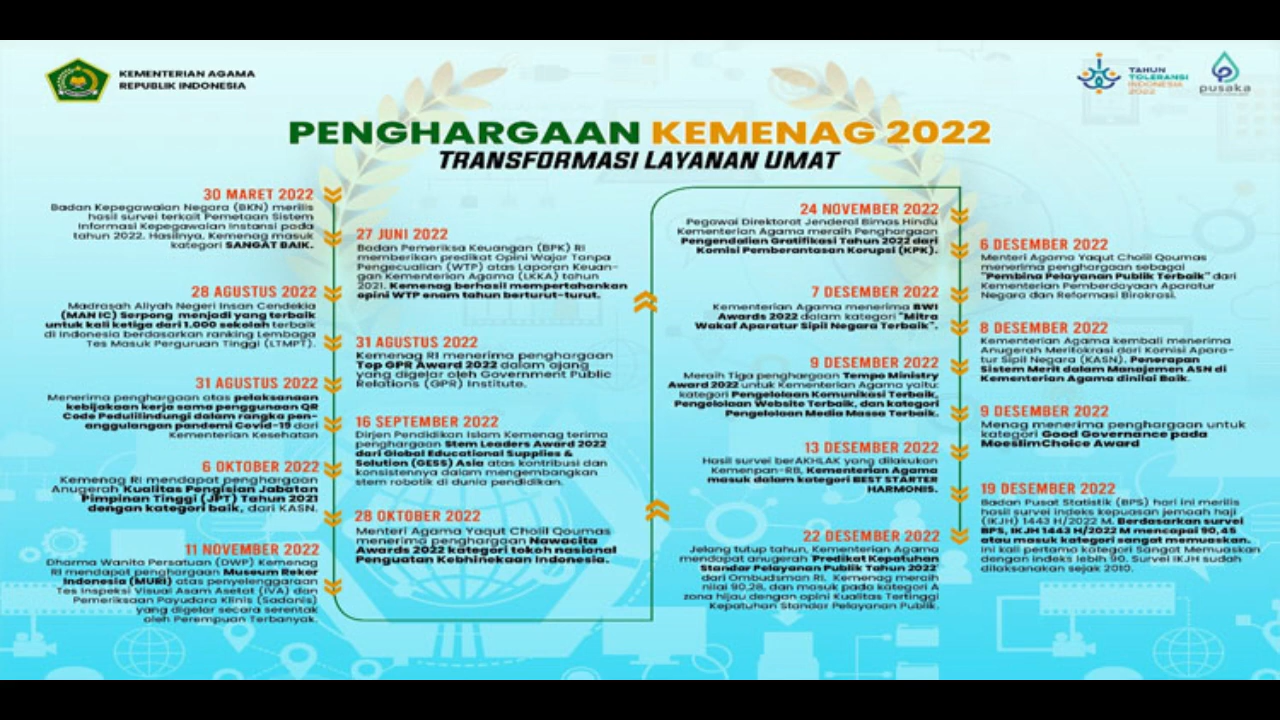 KEMENTERIAN AGAMA
REPUBLIK INDONESIA
TAHUN
TOLERANSI
INDONESIA
2022
pusaka
PENGHARGAAN KEMENAG 2022
TRANSFORMASI LAYANAN UMAT
30 MARET 2022
Badan Kepegawaian Negara (BKN) merilis
hasil survei terkait Pemetaan Sistem
Informasi Kepegawaian Instansi pada
tahun 2022. Hasilnya, Kemenag masuk
kategori SANGAT BAIK.
27 JUNI 2022
Badan Pemeriksa Keuangan (BPK) RI
memberikan predikat Opini Wajar Tanpa
Pengecualian (WTP) atas Laporan Keuan-
gan Kementerian Agama (LKKA) tahun
2021. Kemenag berhasil mempertahankan
opini WTP enam tahun berturut-turut.
28 AGUSTUS 2022
Madrasah Aliyah Negeri Insan Cendekia
(MAN IC) Serpong menjadi yang terbaik
untuk kali ketiga dari 1.000 sekolah terbaik
di Indonesia berdasarkan ranking Lembaga
Tes Masuk Perguruan Tinggi (LTMPT).
31 AGUSTUS 2022
Kemenag RI menerima penghargaan
Top GPR Award 2022 dalam ajang
yang digelar oleh Government Public
Relations (GPR) Institute.
31 AGUSTUS 2022
Menerima penghargaan atas pelaksanaan
kebijakan kerja sama penggunaan QR
Code Pedulilindungi dalam rangka pen-
anggulangan pandemi Covid-19 dari
Kementerian Kesehatan
16 SEPTEMBER 2022
Dirjen Pendidikan Islam Kemenag terima
penghargaan Stem Leaders Award 2022
dari Global Educational Supplies &
Solution (GESS) Asia atas kontribusi dan
konsistennya dalam mengembangkan
stem robotik di dunia pendidikan.
6 OKTOBER 2022
Kemenag RI mendapat penghargaan
Anugerah Kualitas Pengisian Jabatan
Pimpinan Tinggi (JPT) Tahun 2021
dengan kategori baik, dari KASN.
28 OKTOBER 2022
Menteri Agama Yaqut Cholil Qoumas
menerima penghargaan Nawacita
Awards 2022 kategori tokoh nasional
Penguatan Kebhinekaan Indonesia.
11 NOVEMBER 2022
Dharma Wanita Persatuan (DWP) Kemenag
RI mendapat penghargaan Museum Rekor
Indonesia (MURI) atas penyelenggaraan
Tes Inspeksi Visual Asam Asetat (IVA) dan
Pemeriksaan Payudara Klinis (Sadanis)
yang digelar secara serentak
oleh Perempuan Terbanyak.
24 NOVEMBER 2022
Pegawai Direktorat Jenderal Bimas Hindu
Kementerian Agama meraih Penghargaan
Pengendalian Gratifikasi Tahun 2022 dari
Komisi Pemberantasan Korupsi (KPK).
6 DESEMBER 2022
Menteri Agama Yaqut Cholil Qoumas
menerima penghargaan sebagai
"Pembina Pelayanan Publik Terbaik" dari
Kementerian Pemberdayaan Aparatur
Negara dan Reformasi Birokrasi.
7 DESEMBER 2022
Kementerian Agama menerima BWI
Awards 2022 dalam kategori "Mitra
Wakaf Aparatur Sipil Negara Terbaik".
8 DESEMBER 2022
Kementerian Agama kembali menerima
Anugerah Meritokrasi dari Komisi Apara-
tur Sipil Negara (KASN). Penerapan
Sistem Merit dalam Manajemen ASN di
Kementerian Agama dinilai Baik.
9 DESEMBER 2022
Meraih Tiga penghargaan Tempo Ministry
Award 2022 untuk Kementerian Agama yaitu:
kategori Pengelolaan Komunikasi Terbaik,
Pengelolaan Website Terbaik, dan kategori
Pengelolaan Media Massa Terbaik.
9 DESEMBER 2022
Menag menerima penghargaan untuk
kategori Good Governance pada
MoeslimChoice Award
13 DESEMBER 2022
Hasil survei berAKHLAK yang dilakukan
Kemenpan-RB, Kementerian Agama
masuk dalam kategori BEST STARTER
HARMONIS.
19 DESEMBER 2022
Badan Pusat Statistik (BPS) hari ini merilis
hasil survei indeks kepuasan jemaah haji
(IKJH) 1443 H/2022 M. Berdasarkan survei
BPS, IKJH 1443 H/2022 M mencapai 90,45
atau masuk kategori sangat memuaskan.
Ini kali pertama kategori Sangat Memuaskan
dengan indeks lebih 90. Survei IKJH sudah
dilaksanakan sejak 2010.
22 DESEMBER 2022
Jelang tutup tahun, Kementerian Agama
mendapat anugerah 'Predikat Kepatuhan
Standar Pelayanan Publik Tahun 2022'
dari Ombudsman RI. Kemenag meraih
nilai 90,28, dan masuk pada kategori A
zona hijau dengan opini Kualitas Tertinggi
Kepatuhan Standar Pelayanan Publik.